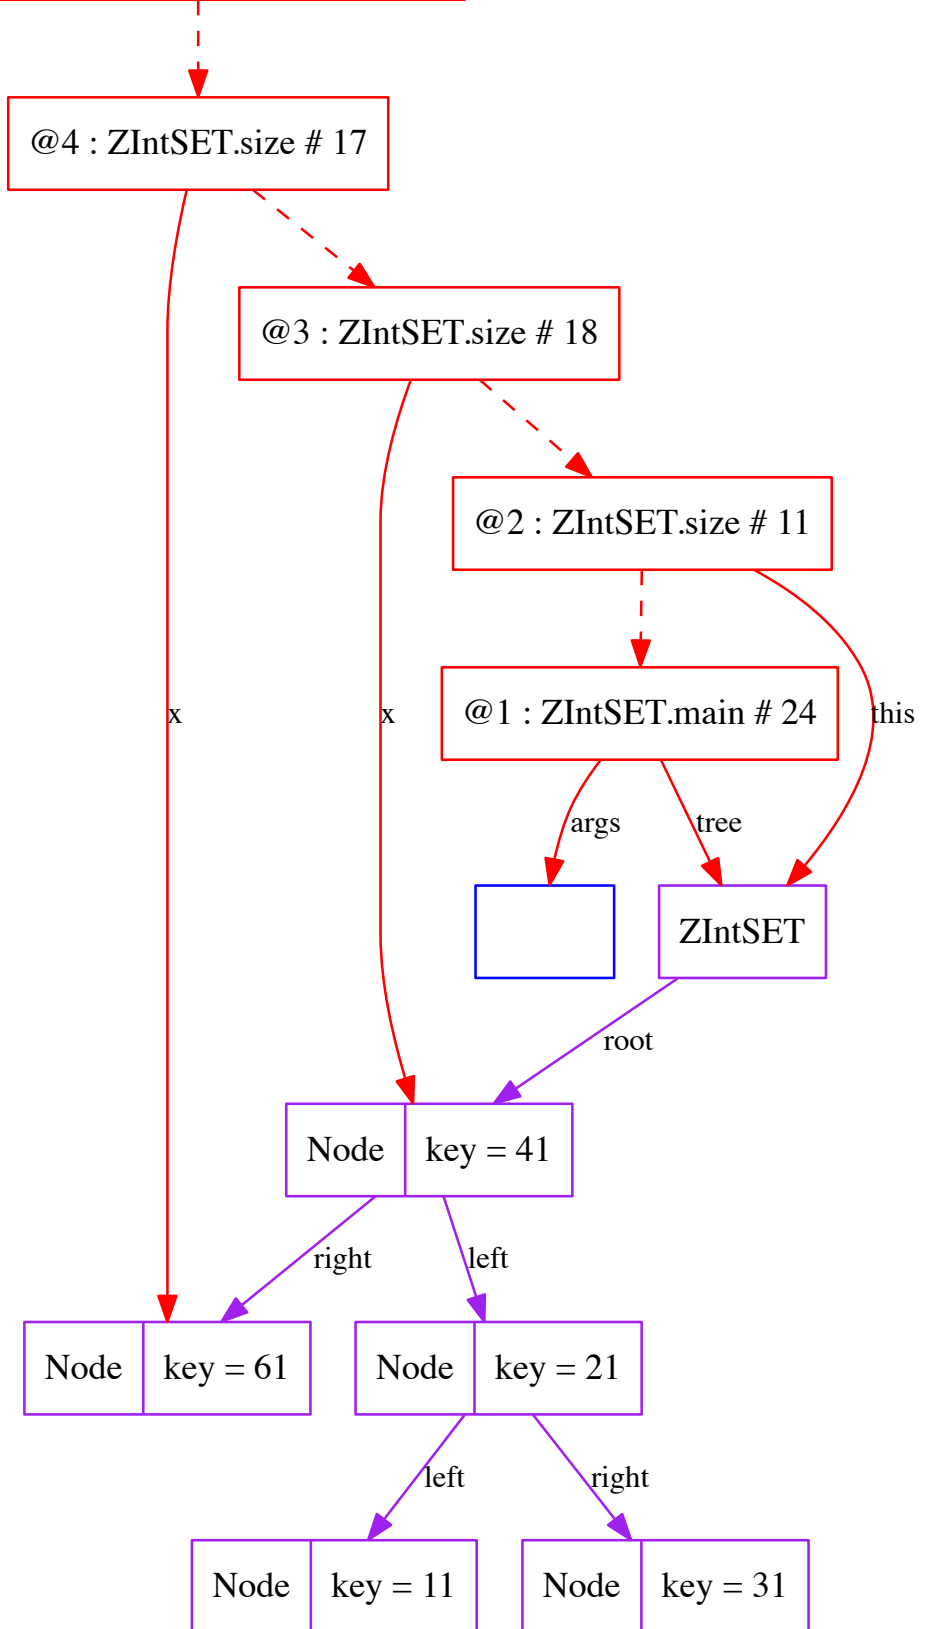 @4 : ZIntSET.size # 17
@3 : ZIntSET.size # 18
@2 : ZIntSET.size # 11
x
x
@1 : ZIntSET.main # 24
this
args
tree
ZIntSET
root
Node key = 41
right
left
Node key = 61
Node key = 21
left
right
Node key = 11
Node key = 31